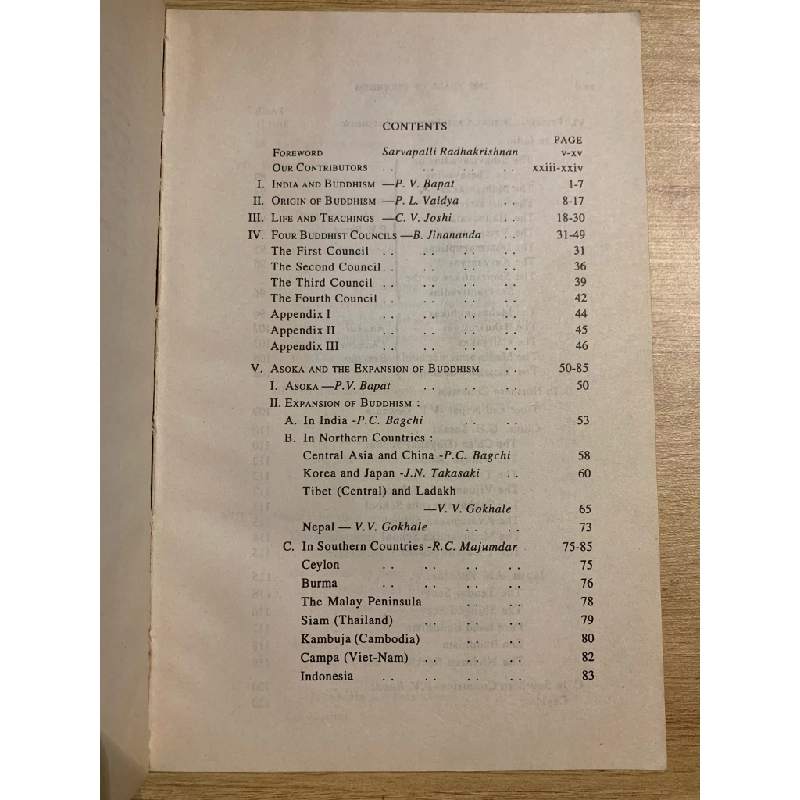 CONTENTS
PAGE
FOREWORD Sarvapalli Radhakrishnan v-xv
OUR CONTRIBUTORS . . . . . . . . xxiii-xxiv
I. INDIA AND BUDDHISM —P. V. Bapat 1-7
II. ORIGIN OF BUDDHISM —P. L. Vaidya . . 8-17
III. LIFE AND TEACHINGS —C. V. Joshi . . 18-30
IV. FOUR BUDDHIST COUNCILS —B. Jinananda . . 31-49
The First Council . . . . . . . . 31
The Second Council . . . . . . . . 36
The Third Council . . . . . . . . 39
The Fourth Council . . . . . . . . 42
Appendix I . . . . . . . . 44
Appendix II . . . . . . . . 45
Appendix III . . . . . . . . 46
V. ASOKA AND THE EXPANSION OF BUDDHISM . . 50-85
I. ASOKA —P.V. Bapat . . . . . . 50
II. EXPANSION OF BUDDHISM :
A. In India -P.C. Bagchi . . . . 53
B. In Northern Countries :
Central Asia and China -P.C. Bagchi 58
Korea and Japan -J.N. Takasaki . . 60
Tibet (Central) and Ladakh
—V. V. Gokhale 65
Nepal — V.V. Gokhale . . . . 73
C. In Southern Countries -R.C. Majumdar . 75-85
Ceylon . . . . . . . . 75
Burma . . . . . . . . 76
The Malay Peninsula . . . . . . 78
Siam (Thailand) . . . . . . 79
Kambuja (Cambodia) . . . . . . 80
Campa (Viet-Nam) . . . . . . 82
Indonesia . . . . . . . . 83